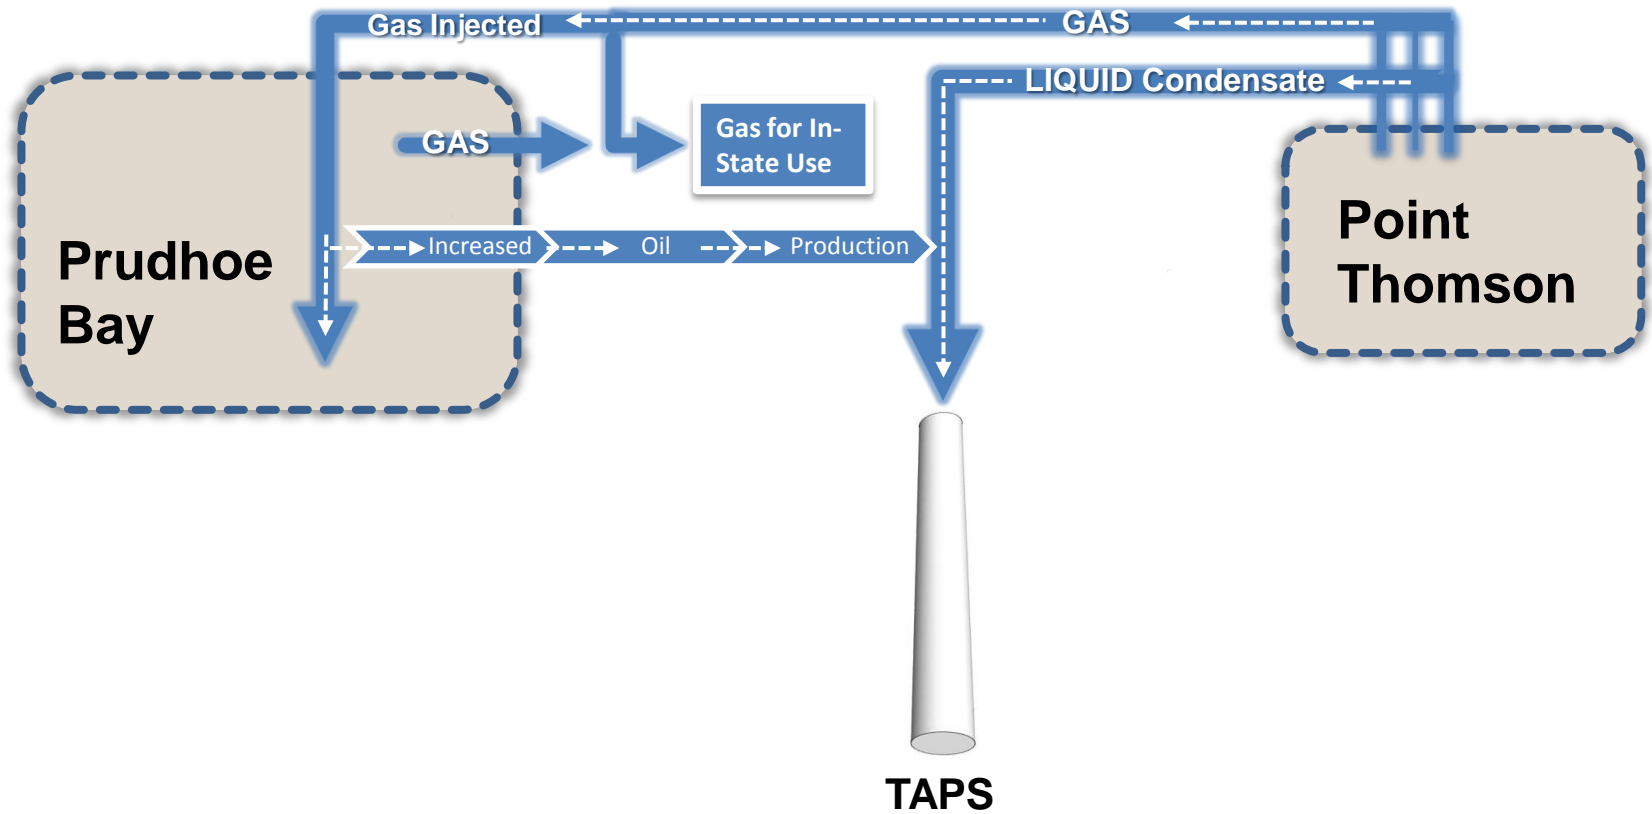 Gas Injected
GAS
LIQUID Condensate
GAS
Gas for In-
State Use
Prudhoe
Bay
Increased
Oil
Production
Point
Thomson
TAPS